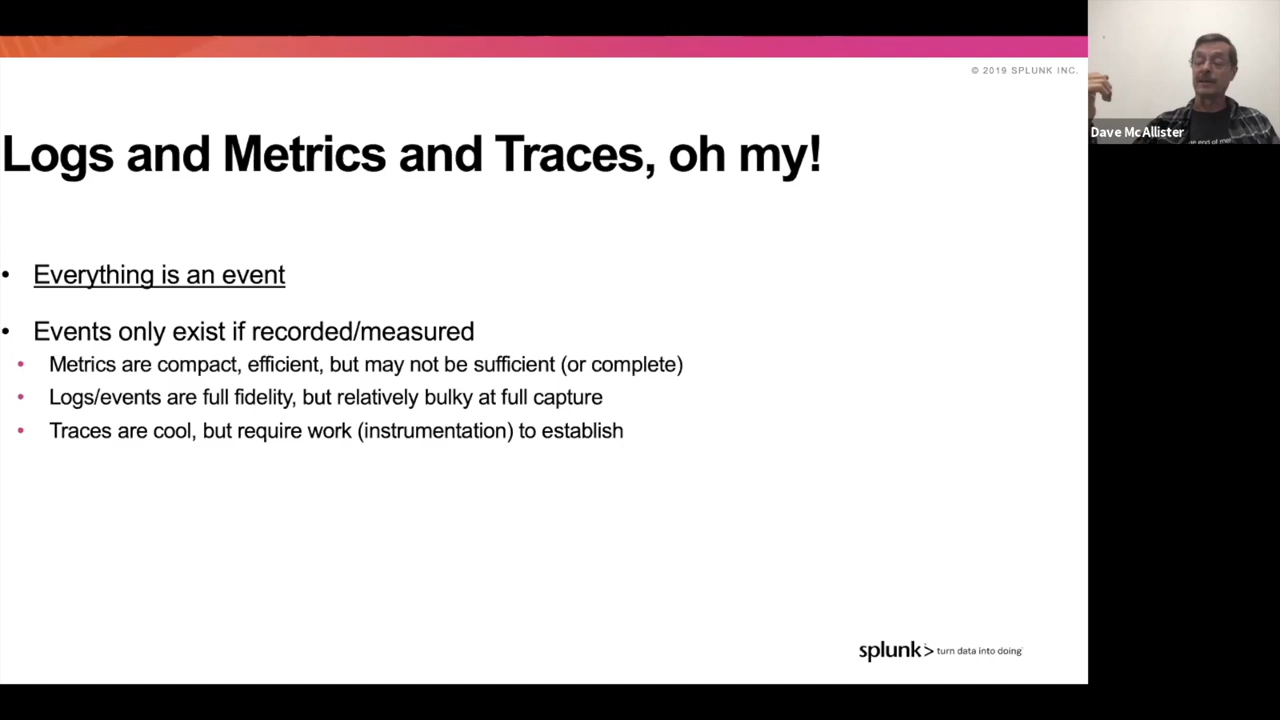 © 2019 SPLUNK INC.
Logs and Metrics and Traces, oh my!
• Everything is an event
• Events only exist if recorded/measured
• Metrics are compact, efficient, but may not be sufficient (or complete)
• Logs/events are full fidelity, but relatively bulky at full capture
• Traces are cool, but require work (instrumentation) to establish
splunk> turn data into doing
Dave McAllister
end of